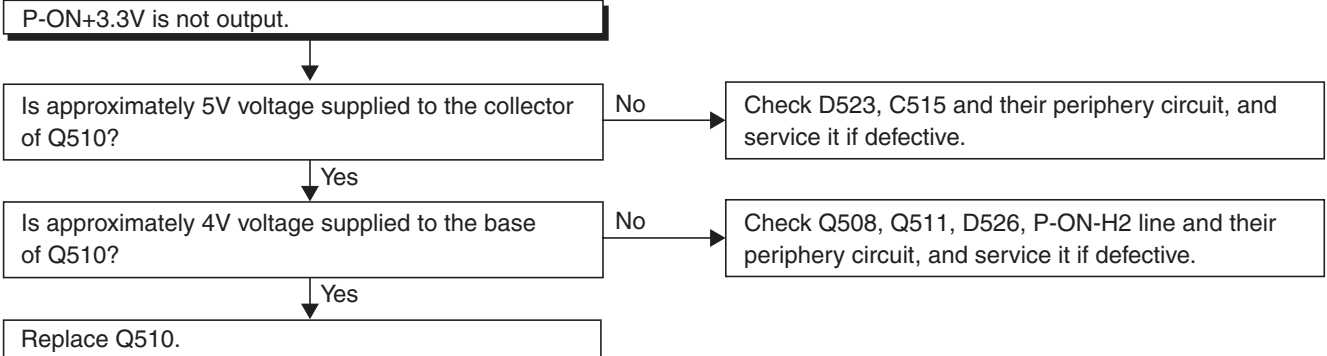 P-ON+3.3V is not output.
Is approximately 5V voltage supplied to the collector
of Q510?
No
Check D523, C515 and their periphery circuit, and
service it if defective.
Yes
Is approximately 4V voltage supplied to the base
of Q510?
No
Check Q508, Q511, D526, P-ON-H2 line and their
periphery circuit, and service it if defective.
Yes
Replace Q510.